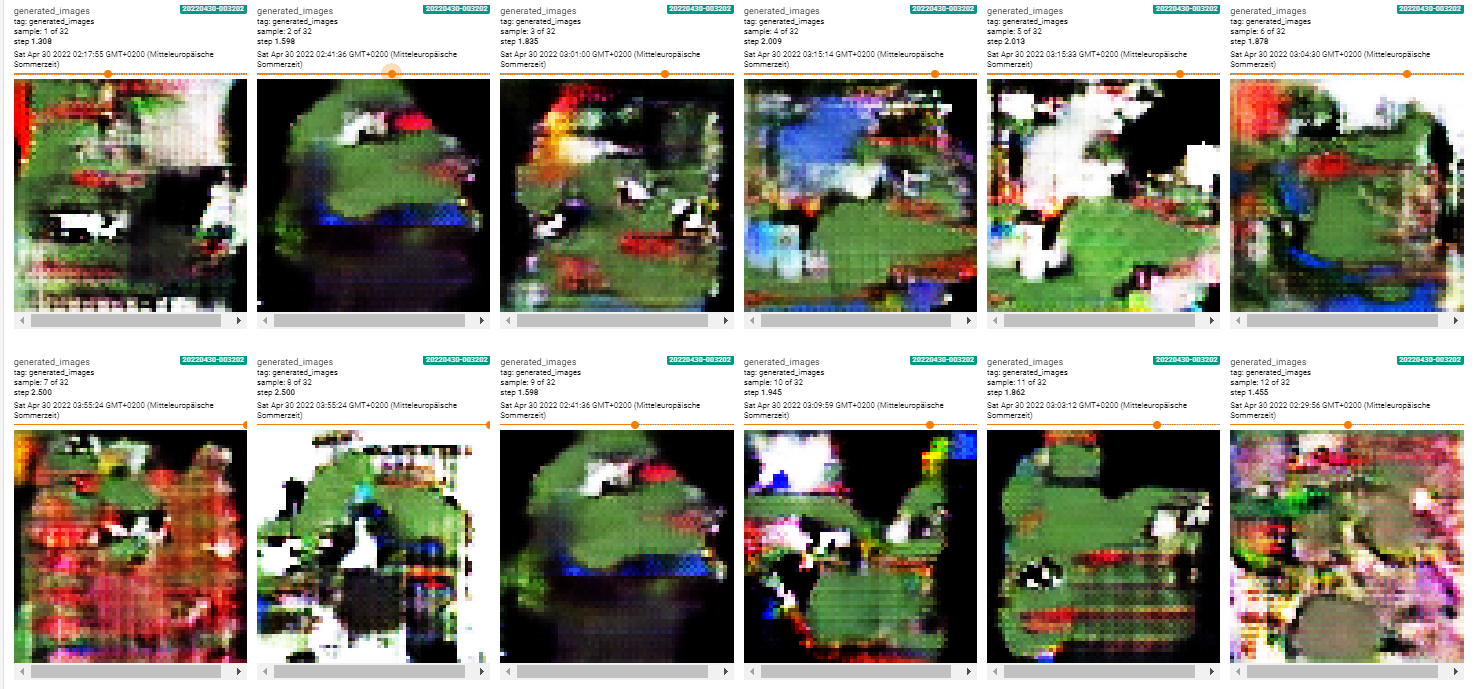 generated_images 20220430-003202
tag: generated_images
sample: 1 of 32
step 1.308
Sat Apr 30 2022 02:17:55 GMT+0200 (Mitteleuropäische
Sommerzeit)
generated_images 20220430-003202
tag: generated_images
sample: 2 of 32
step 1.598
Sat Apr 30 2022 02:41:36 GMT+0200 (Mitteleuropäische
Sommerzeit)
generated_images 20220430-003202
tag: generated_images
sample: 3 of 32
step 1.835
Sat Apr 30 2022 03:01:00 GMT+0200 (Mitteleuropäische
Sommerzeit)
generated_images 20220430-003202
tag: generated_images
sample: 4 of 32
step 2.009
Sat Apr 30 2022 03:15:14 GMT+0200 (Mitteleuropäische
Sommerzeit)
generated_images 20220430-003202
tag: generated_images
sample: 5 of 32
step 2.013
Sat Apr 30 2022 03:15:33 GMT+0200 (Mitteleuropäische
Sommerzeit)
generated_images 20220430-003202
tag: generated_images
sample: 6 of 32
step 1.878
Sat Apr 30 2022 03:04:30 GMT+0200 (Mitteleuropäische
Sommerzeit)
generated_images 20220430-003202
tag: generated_images
sample: 7 of 32
step 2.500
Sat Apr 30 2022 03:55:24 GMT+0200 (Mitteleuropäische
Sommerzeit)
generated_images 20220430-003202
tag: generated_images
sample: 8 of 32
step 2.500
Sat Apr 30 2022 03:55:24 GMT+0200 (Mitteleuropäische
Sommerzeit)
generated_images 20220430-003202
tag: generated_images
sample: 9 of 32
step 1.598
Sat Apr 30 2022 02:41:36 GMT+0200 (Mitteleuropäische
Sommerzeit)
generated_images 20220430-003202
tag: generated_images
sample: 10 of 32
step 1.945
Sat Apr 30 2022 03:09:59 GMT+0200 (Mitteleuropäische
Sommerzeit)
generated_images 20220430-003202
tag: generated_images
sample: 11 of 32
step 1.862
Sat Apr 30 2022 03:03:12 GMT+0200 (Mitteleuropäische
Sommerzeit)
generated_images 20220430-003202
tag: generated_images
sample: 12 of 32
step 1.455
Sat Apr 30 2022 02:29:56 GMT+0200 (Mitteleuropäische
Sommerzeit)